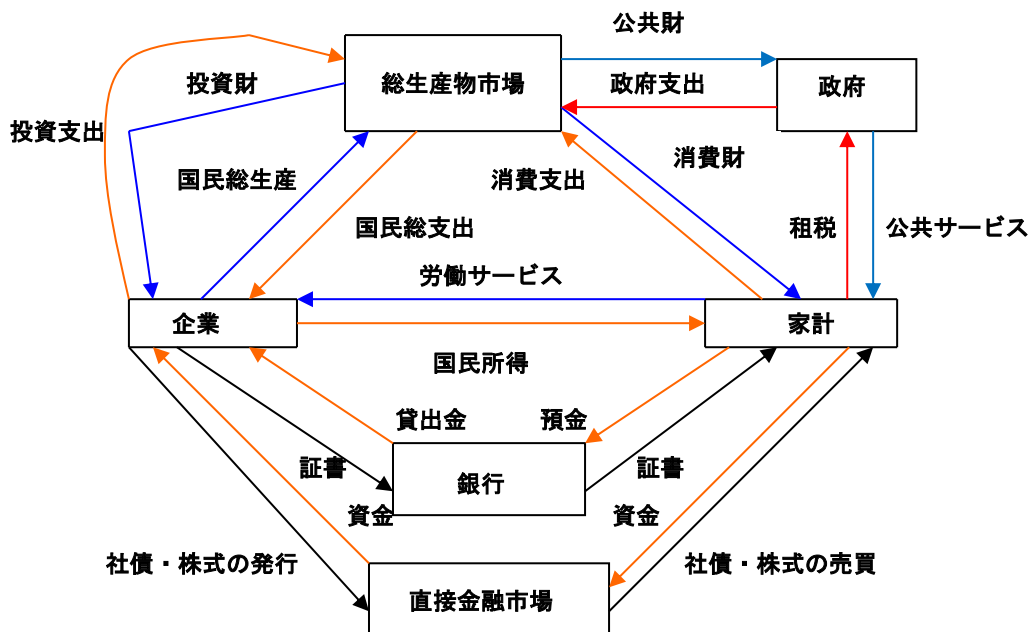 公共財
総生産物市場
投資財
政府支出
政府
投資支出
消費財
国民総生産
消費支出
国民総支出
租税
公共サービス
労働サービス
企業
家計
国民所得
貸出金
預金
証書
銀行
証書
資金
資金
社債・株式の発行
社債・株式の売買
直接金融市場